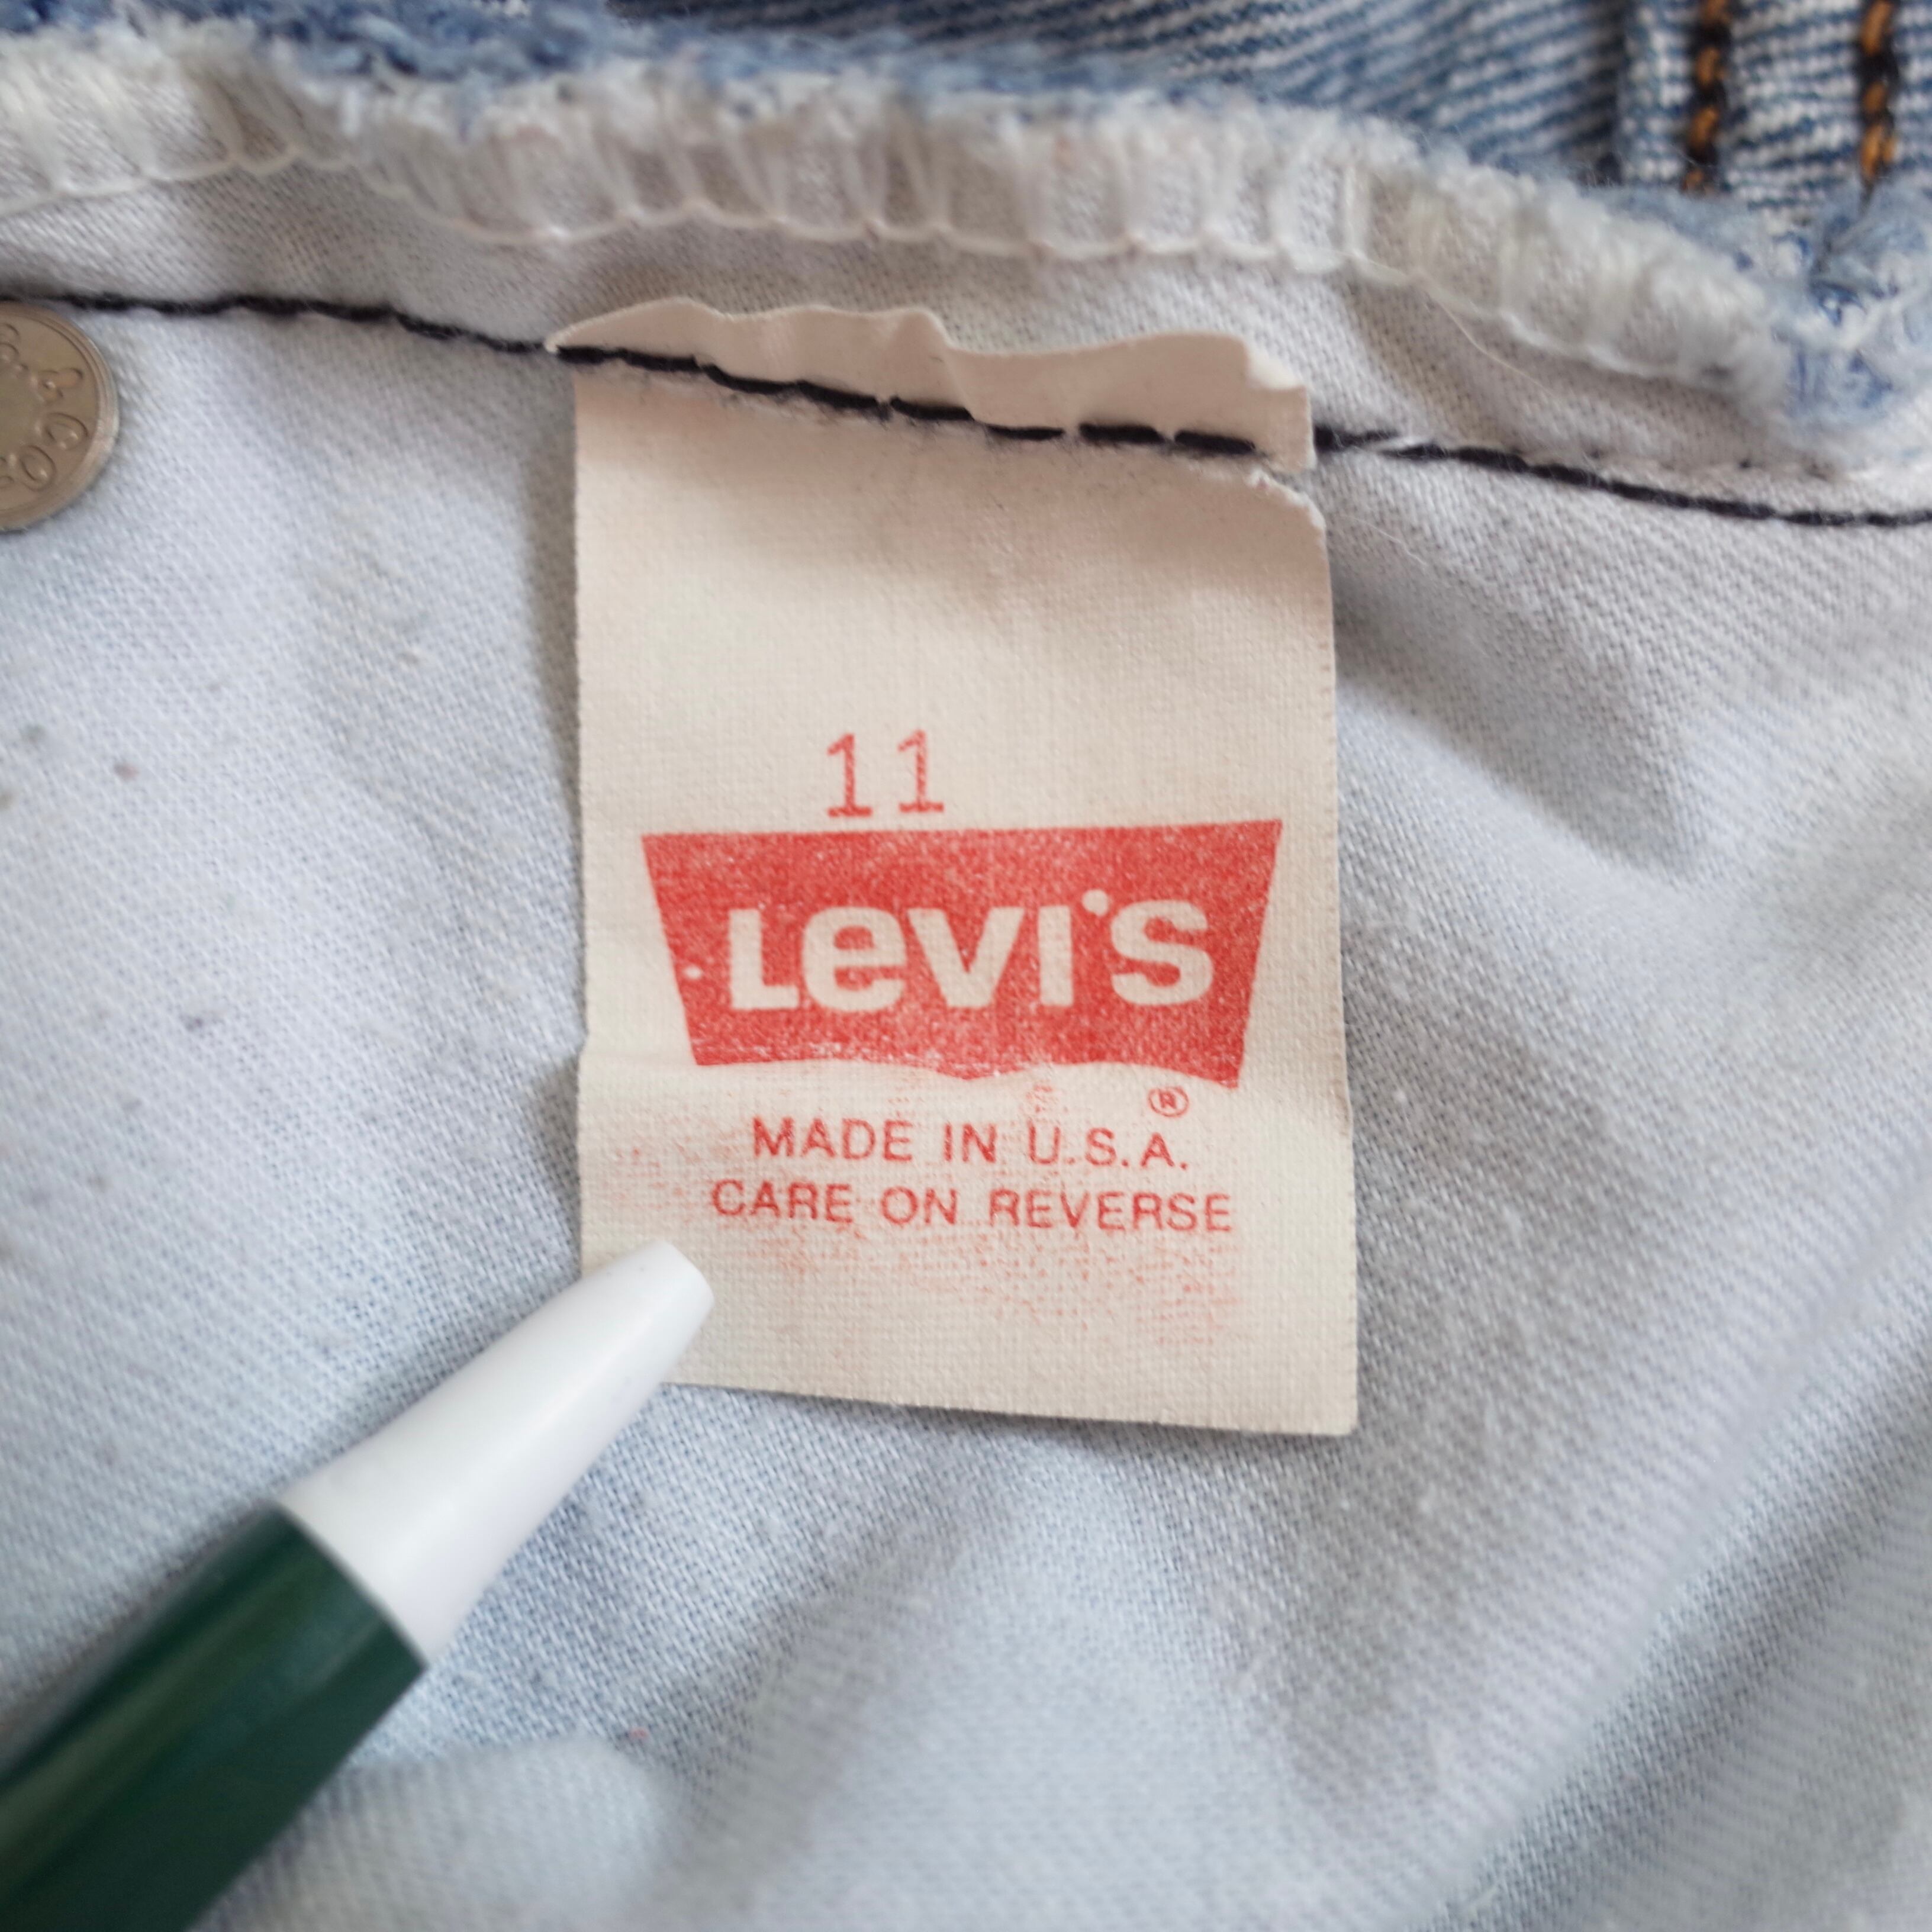 11
LEVI'S
®
MADE IN U.S.A.
CARE ON REVERSE